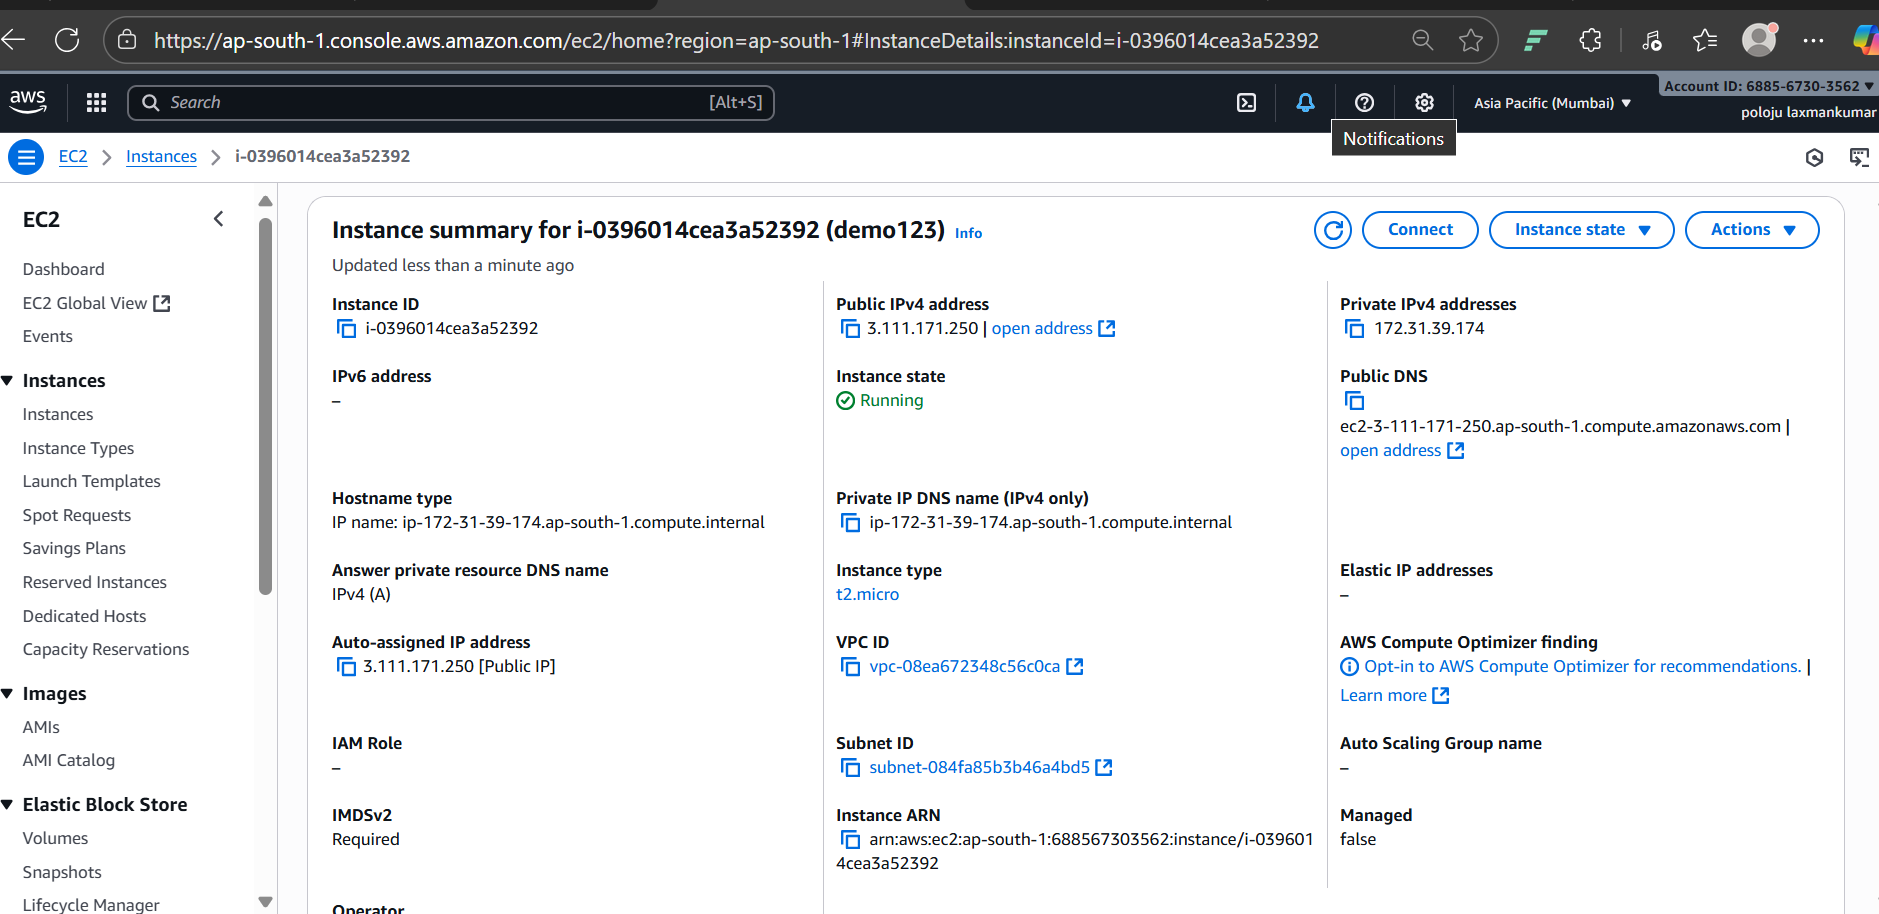 https://ap-south-1.console.aws.amazon.com/ec2/home?region=ap-south-1#InstanceDetails:instanceId=i-0396014cea3a52392
aws
Search
[Alt+S]
Asia Pacific (Mumbai)
Account ID: 6885-6730-3562
poloju laxmankumar
Notifications
EC2 > Instances > i-0396014cea3a52392
EC2
Dashboard
EC2 Global View
Events
Instances
Instances
Instance Types
Launch Templates
Spot Requests
Savings Plans
Reserved Instances
Dedicated Hosts
Capacity Reservations
Images
AMIs
AMI Catalog
Elastic Block Store
Volumes
Snapshots
Lifecycle Manager
Instance summary for i-0396014cea3a52392 (demo123) Info
Updated less than a minute ago
Connect
Instance state
Actions
Instance ID
i-0396014cea3a52392
Public IPv4 address
3.111.171.250 | open address
Private IPv4 addresses
172.31.39.174
IPv6 address
–
Instance state
Running
Public DNS
ec2-3-111-171-250.ap-south-1.compute.amazonaws.com |
open address
Hostname type
IP name: ip-172-31-39-174.ap-south-1.compute.internal
Private IP DNS name (IPv4 only)
ip-172-31-39-174.ap-south-1.compute.internal
Answer private resource DNS name
IPv4 (A)
Instance type
t2.micro
Elastic IP addresses
–
Auto-assigned IP address
3.111.171.250 [Public IP]
VPC ID
vpc-08ea672348c56c0ca
AWS Compute Optimizer finding
Opt-in to AWS Compute Optimizer for recommendations. |
Learn more
IAM Role
–
Subnet ID
subnet-084fa85b3b46a4bd5
Auto Scaling Group name
–
IMDSv2
Required
Instance ARN
arn:aws:ec2:ap-south-1:688567303562:instance/i-039601
4cea3a52392
Managed
false
Operator